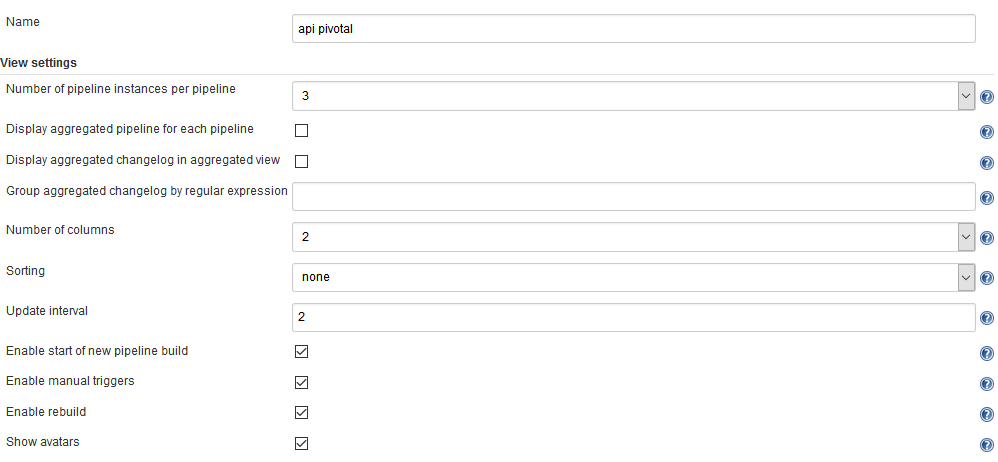 Name
api pivotal
View settings
Number of pipeline instances per pipeline
3
Display aggregated pipeline for each pipeline
Display aggregated changelog in aggregated view
Group aggregated changelog by regular expression
Number of columns
2
Sorting
none
Update interval
2
Enable start of new pipeline build
Enable manual triggers
Enable rebuild
Show avatars